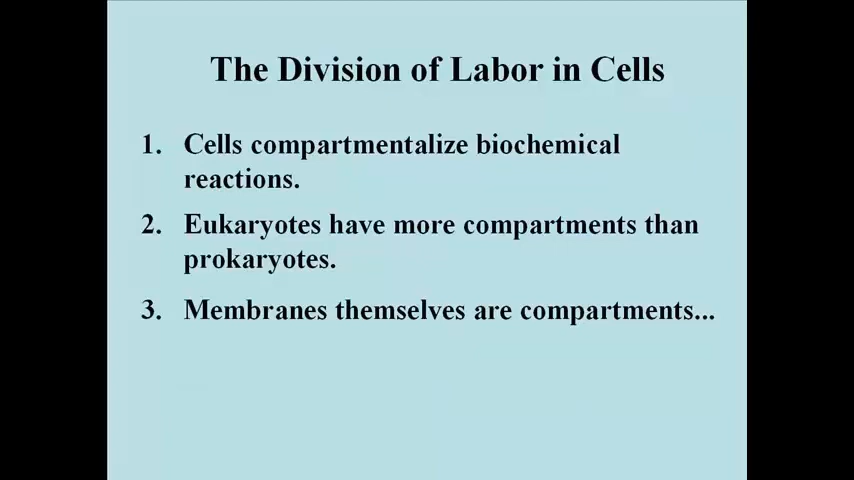 The Division of Labor in Cells
1. Cells compartmentalize biochemical
reactions.
2. Eukaryotes have more compartments than
prokaryotes.
3. Membranes themselves are compartments...